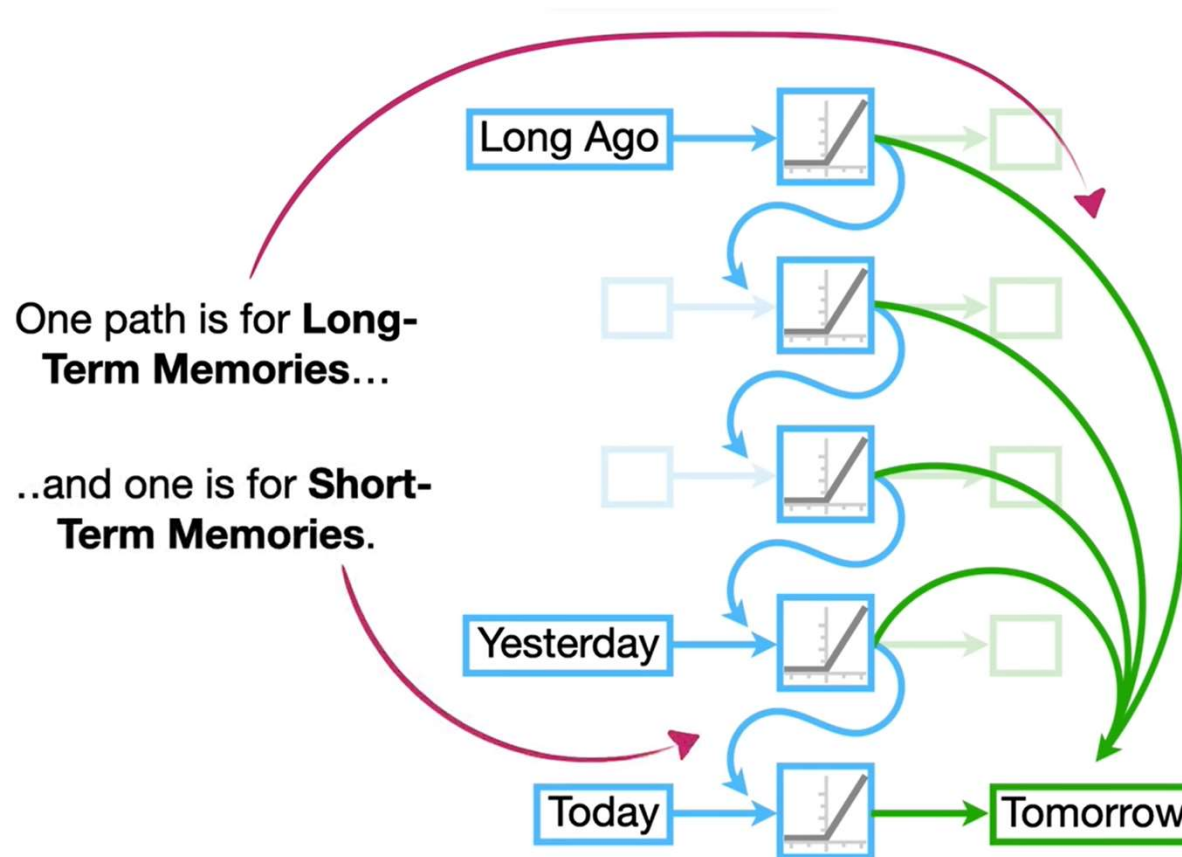 Long Ago
One path is for Long-
Term Memories...
..and one is for Short-
Term Memories.
Yesterday
Today
Tomorrow